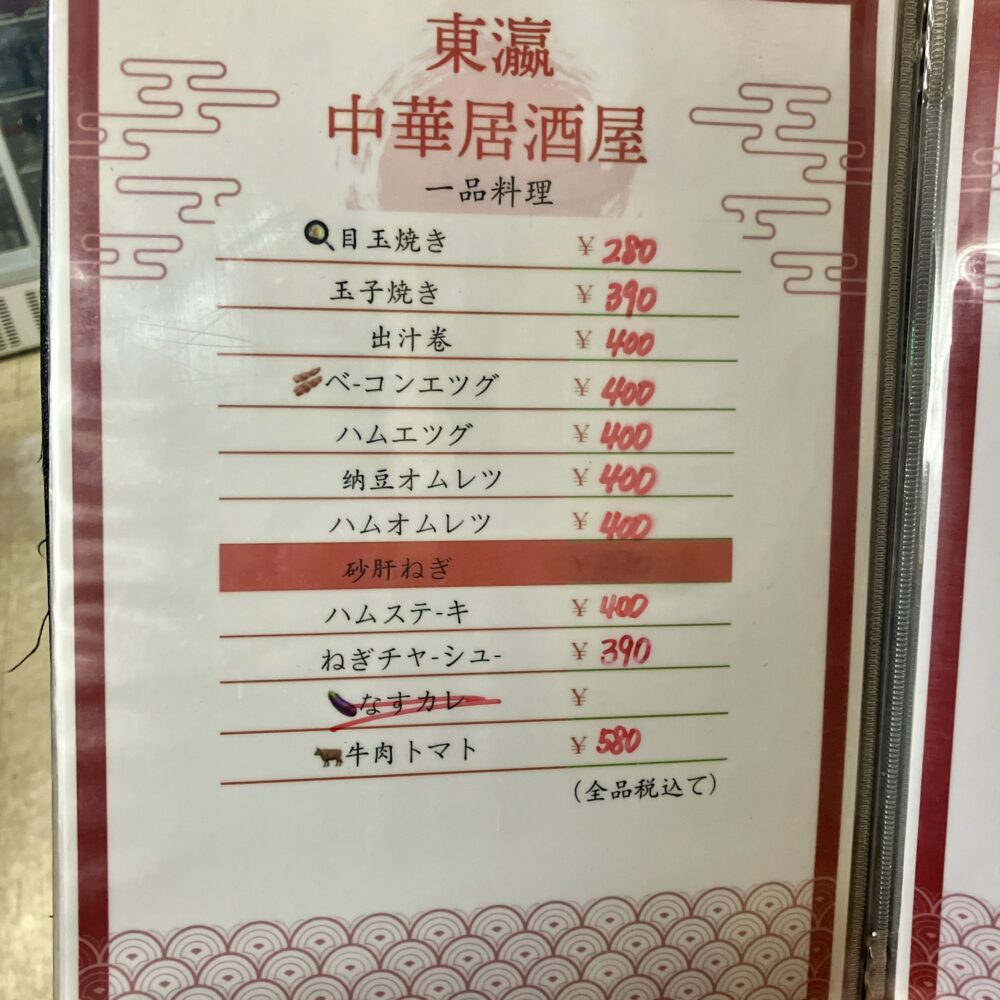 東瀛
中華居酒屋
一品料理
目玉焼き ¥ 280
玉子焼き ¥ 390
出汁巻 ¥ 400
ベ-コンエツグ ¥ 400
ハムエツグ ¥ 400
納豆オムレツ ¥ 400
ハムオムレツ ¥ 400
砂肝ねぎ
ハムステ-キ ¥ 400
ねぎチヤ-シユ- ¥ 390
なすカレ- ¥
牛肉トマト ¥ 580
(全品税込て)